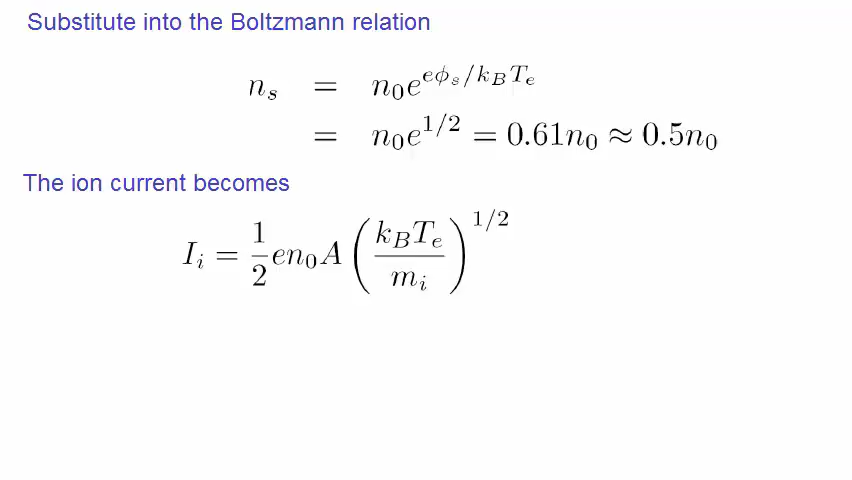 Substitute into the Boltzmann relation
n_s = n_0 e^{eϕ_s/k_B T_e}
= n_0 e^{1/2} = 0.61n_0 ≈ 0.5n_0
The ion current becomes
I_i = \frac{1}{2} e n_0 A \left( \frac{k_B T_e}{m_i} \right)^{1/2}